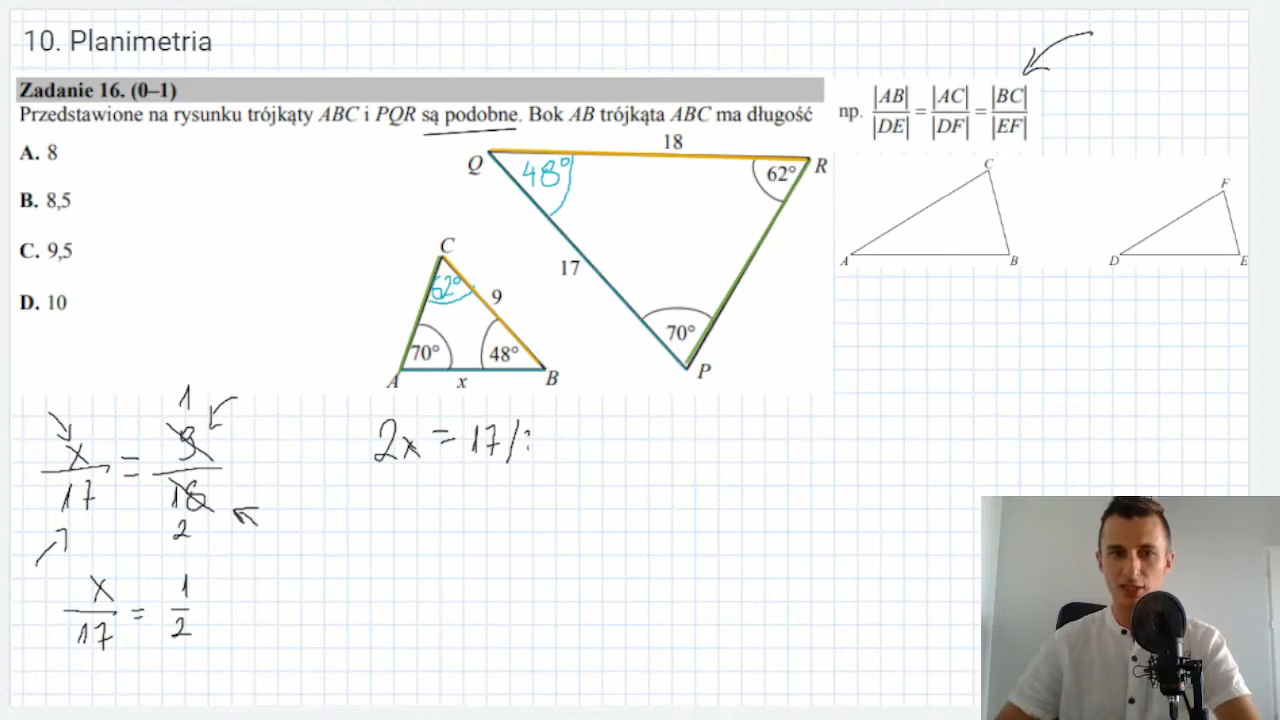 10. Planimetria
Zadanie 16. (0–1)
Przedstawione na rysunku trójkąty ABC i PQR są podobne. Bok AB trójkąta ABC ma długość
A. 8
B. 8,5
C. 9,5
D. 10
Q
18
R
48°
62°
17
70°
P
C
62°
9
70°
48°
A
x
B
np. |AB|/|DE| = |AC|/|DF| = |BC|/|EF|
C
A
B
F
D
E
1
x/17 = 9/18
2
x/17 = 1/2
2x = 17 /: